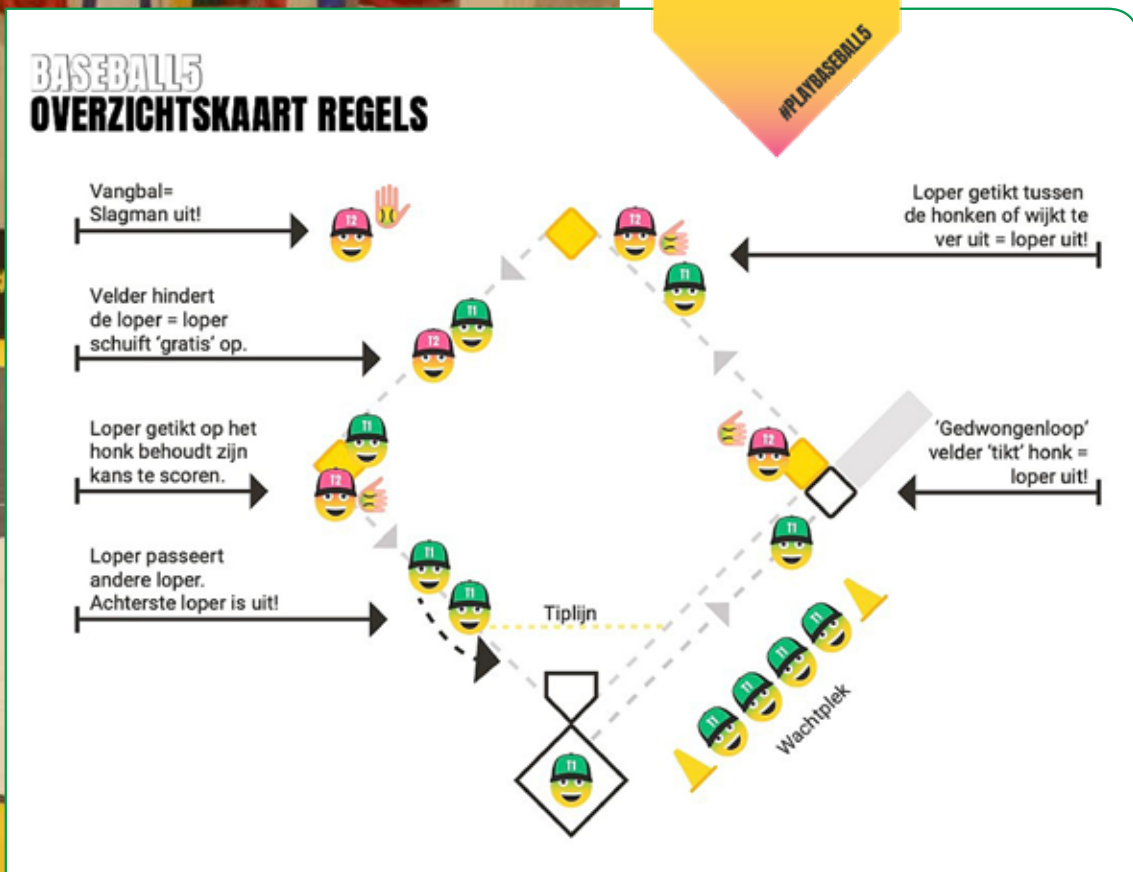 BASEBALL5
OVERZICHTSKAART REGELS
#PLAYBASEBALL5
Vangbal=
Slagman uit!
Loper getikt tussen
de honken of wijkt te
ver uit = loper uit!
Velder hindert
de loper = loper
schuift ‘gratis’ op.
Loper getikt op het
honk behoudt zijn
kans te scoren.
‘Gedwongenloop’
velder ‘tikt’ honk =
loper uit!
Loper passeert
andere loper.
Achterste loper is uit!
Tiplijn
Wachtplek
T2
T2
T1
T1
T2
T1
T2
T2
T1
T1
T1
T1
T1
T1
T1
T1